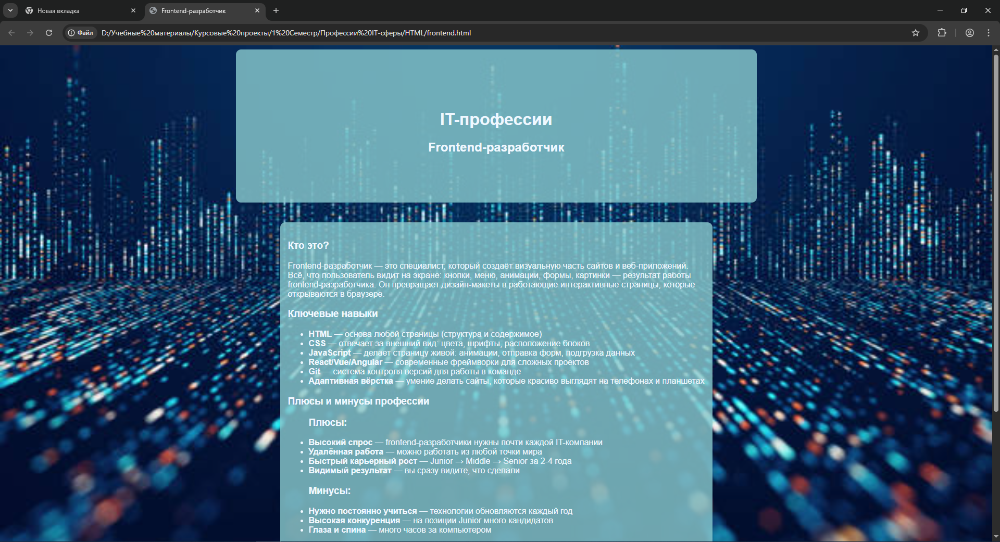 Новая вкладка
Frontend-разработчик
Файл
D:/Учебные%20материалы/Курсовые%20проекты/1%20Семестр/Профессии%20IT-сферы/HTML/frontend.html
IT-профессии
Frontend-разработчик
Кто это?
Frontend-разработчик — это специалист, который создаёт визуальную часть сайтов и веб-приложений.
Всё, что пользователь видит на экране: кнопки, меню, анимации, формы, картинки — результат работы
frontend-разработчика. Он превращает дизайн-макеты в работающие интерактивные страницы, которые
открываются в браузере.
Ключевые навыки
• HTML — основа любой страницы (структура и содержимое)
• CSS — отвечает за внешний вид: цвета, шрифты, расположение блоков
• JavaScript — делает страницу живой: анимации, отправка форм, подгрузка данных
• React/Vue/Angular — современные фреймворки для сложных проектов
• Git — система контроля версий для работы в команде
• Адаптивная вёрстка — умение делать сайты, которые красиво выглядят на телефонах и планшетах
Плюсы и минусы профессии
Плюсы:
• Высокий спрос — frontend-разработчики нужны почти каждой IT-компании
• Удалённая работа — можно работать из любой точки мира
• Быстрый карьерный рост — Junior → Middle → Senior за 2-4 года
• Видимый результат — вы сразу видите, что сделали
Минусы:
• Нужно постоянно учиться — технологии обновляются каждый год
• Высокая конкуренция — на позиции Junior много кандидатов
• Глаза и спина — много часов за компьютером